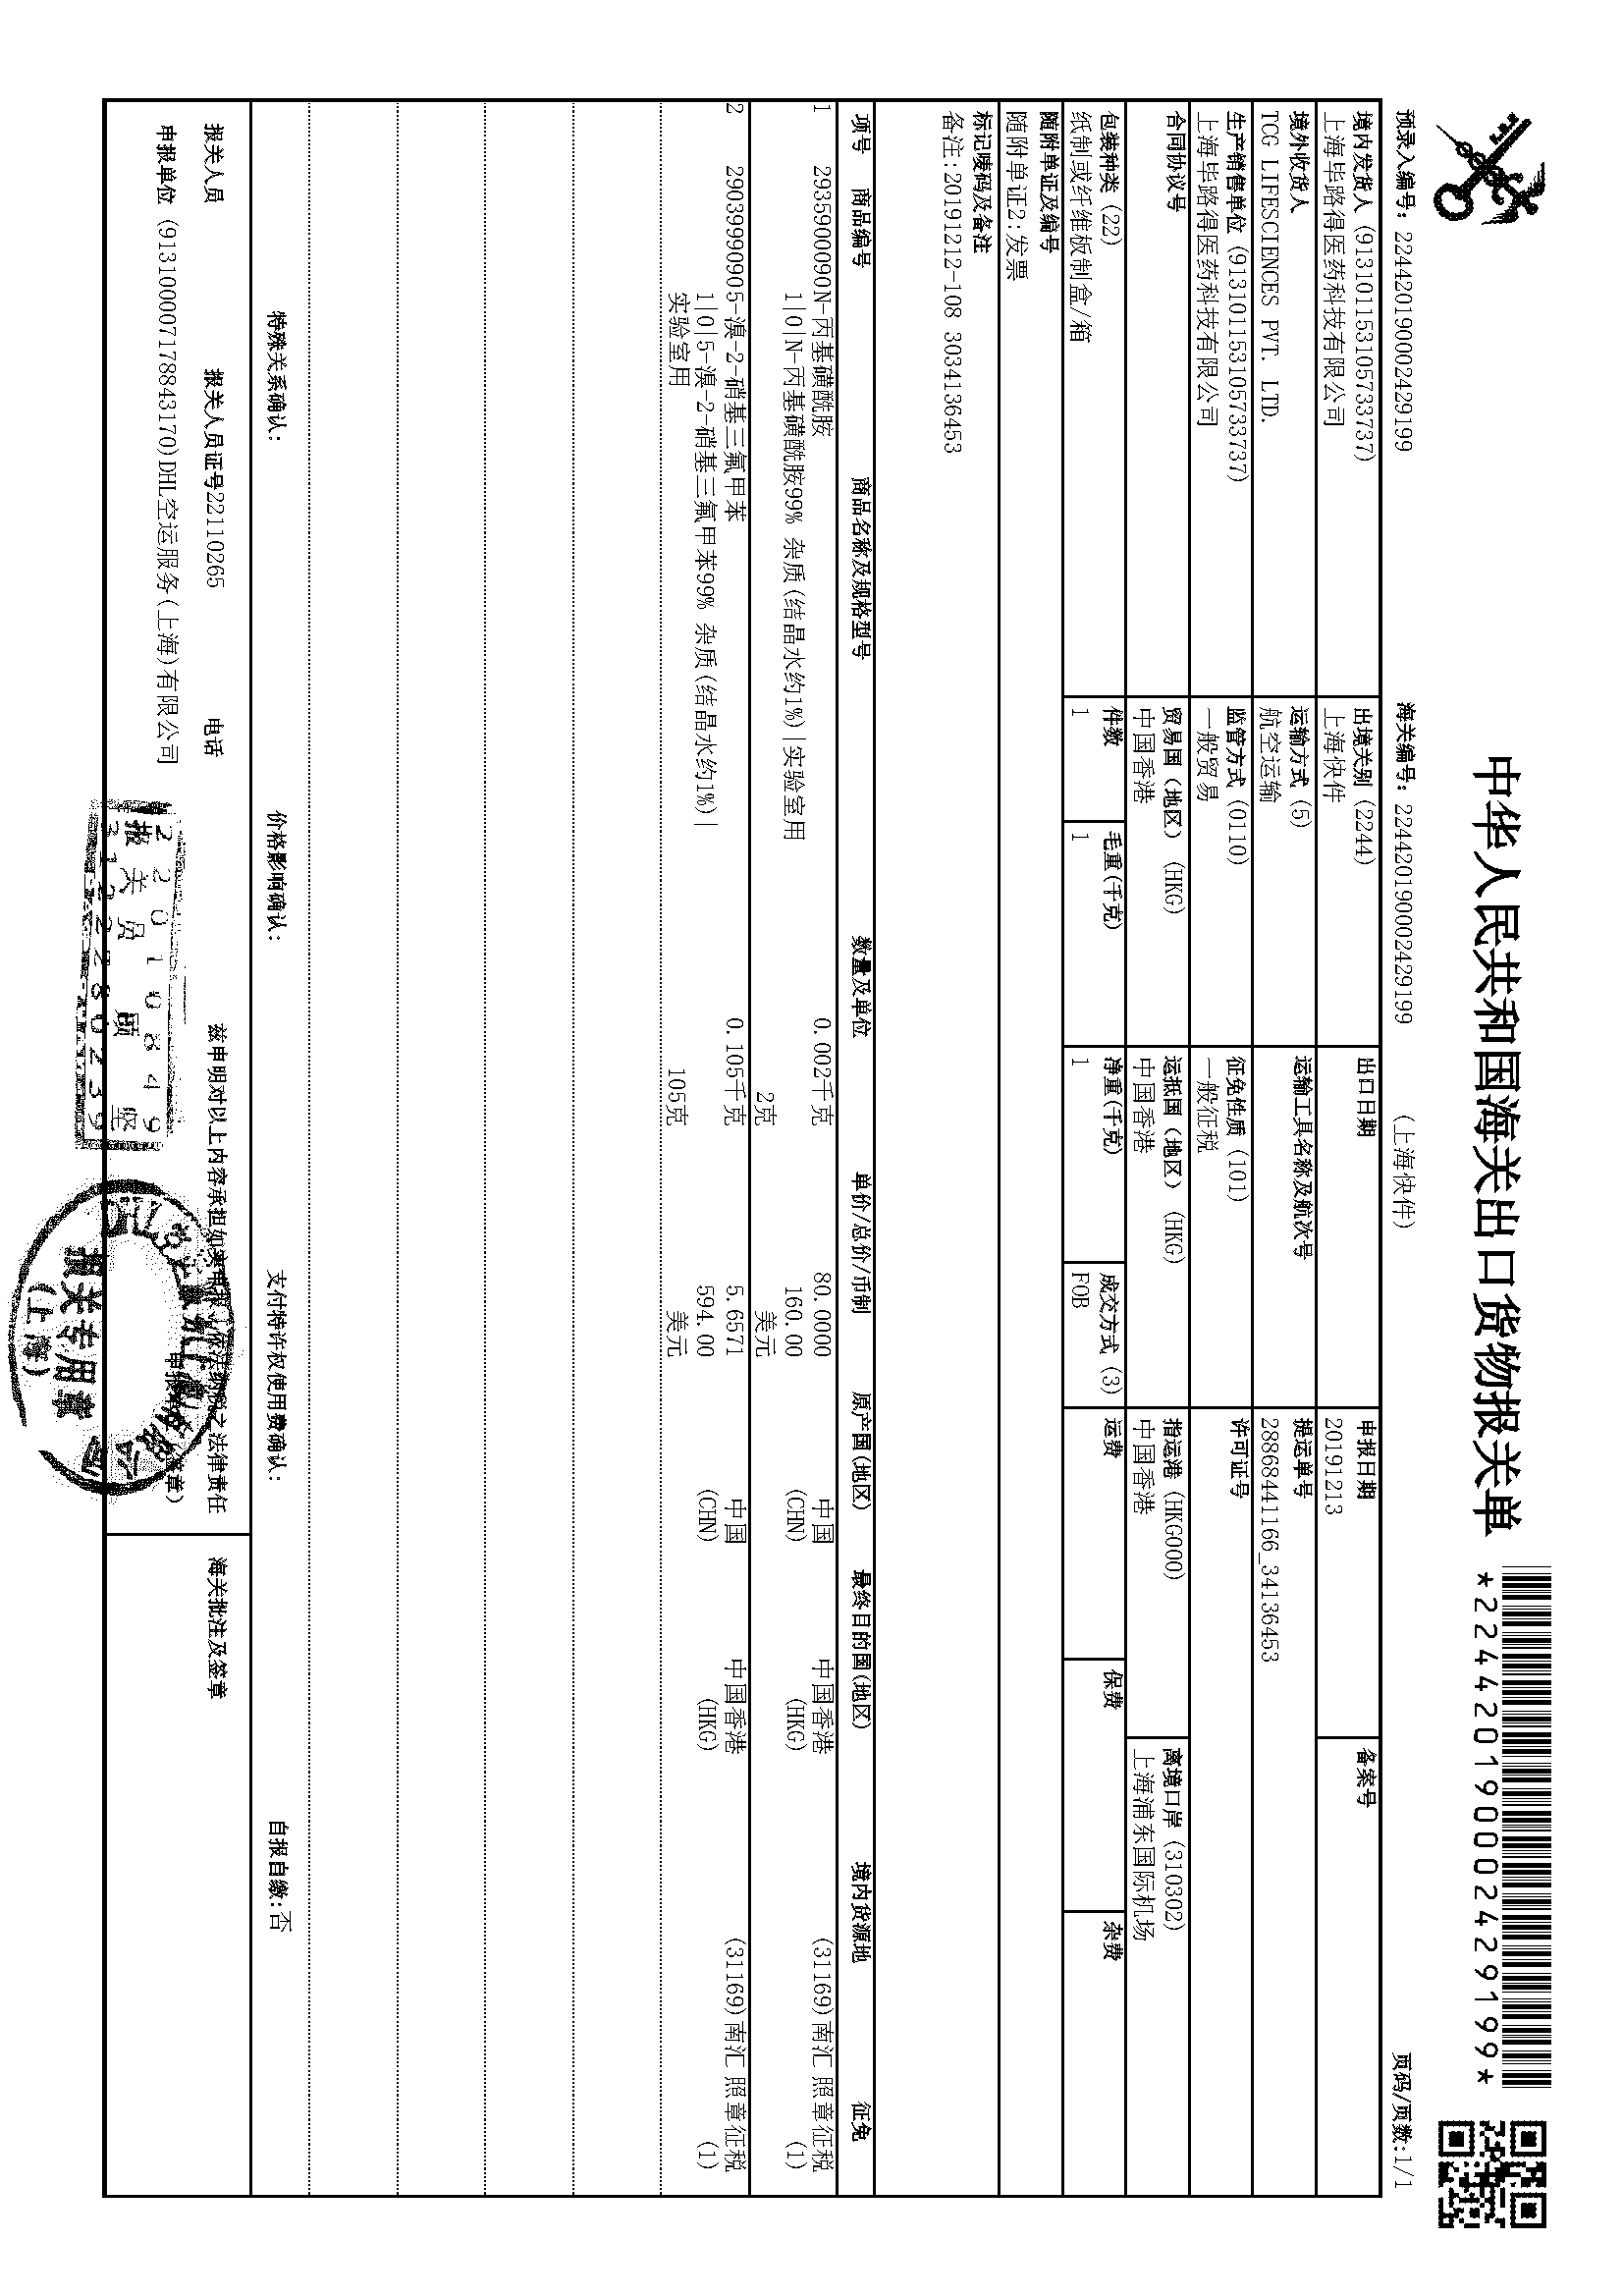 中华人民共和国海关出口货物报关单
*224420190002429199*
预录入编号：224420190002429199 海关编号：224420190002429199 （上海快件） 页码/页数:1/1
境内发货人 (91310115310573​3737) 出境关别 (2244) 出口日期 申报日期 备案号
上海毕路得医药科技有限公司 上海快件 20191213
境外收货人 运输方式 (5) 运输工具名称及航次号 提运单号
TCG LIFESCIENCES PVT. LTD. 航空运输 2886844166_34136453
生产销售单位 (913101153105733737) 监管方式 (0110) 征免性质 (101) 许可证号
上海毕路得医药科技有限公司 一般贸易 一般征税
合同协议号 贸易国（地区） (HKG) 运抵国（地区） (HKG) 指运港 (HKG000) 离境口岸 (310302)
中国香港 中国香港 中国香港 上海浦东国际机场
包装种类 (22) 件数 毛重(千克) 净重(千克) 成交方式 (3) 运费 保费 杂费
纸制或纤维板制盒/箱 1 1 1 FOB
随附单证及编号
随附单证2:发票
标记唛码及备注
备注:20191212-108 3034136453
项号 商品编号 商品名称及规格型号 数量及单位 单价/总价/币制 原产国(地区) 最终目的国(地区) 境内货源地 征免
1 2935900090N-丙基磺酰胺 0.002千克 80.0000 中国 中国香港 (31169)南汇 照章征税
1|0|N-丙基磺酰胺99% 杂质(结晶水约1%)|实验室用 160.00 (CHN) (HKG) (1)
2克 美元
2 29039990905-溴-2-硝基三氟甲苯 0.105千克 5.6571 中国 中国香港 (31169)南汇 照章征税
1|0|5-溴-2-硝基三氟甲苯99% 杂质(结晶水约1%)| 594.00 (CHN) (HKG) (1)
实验室用 105克 美元
特殊关系确认： 价格影响确认： 支付特许权使用费确认： 自报自缴:否
报关人员 报关人员证号22110265 电话 兹申明对以上内容承担如实申报、依法纳税之法律责任 海关批注及签章
申报单位 (913100007178843170)DHL空运服务(上海)有限公司 申报单位（签章）
报关员 顾 坚
报关专用章
(上海)